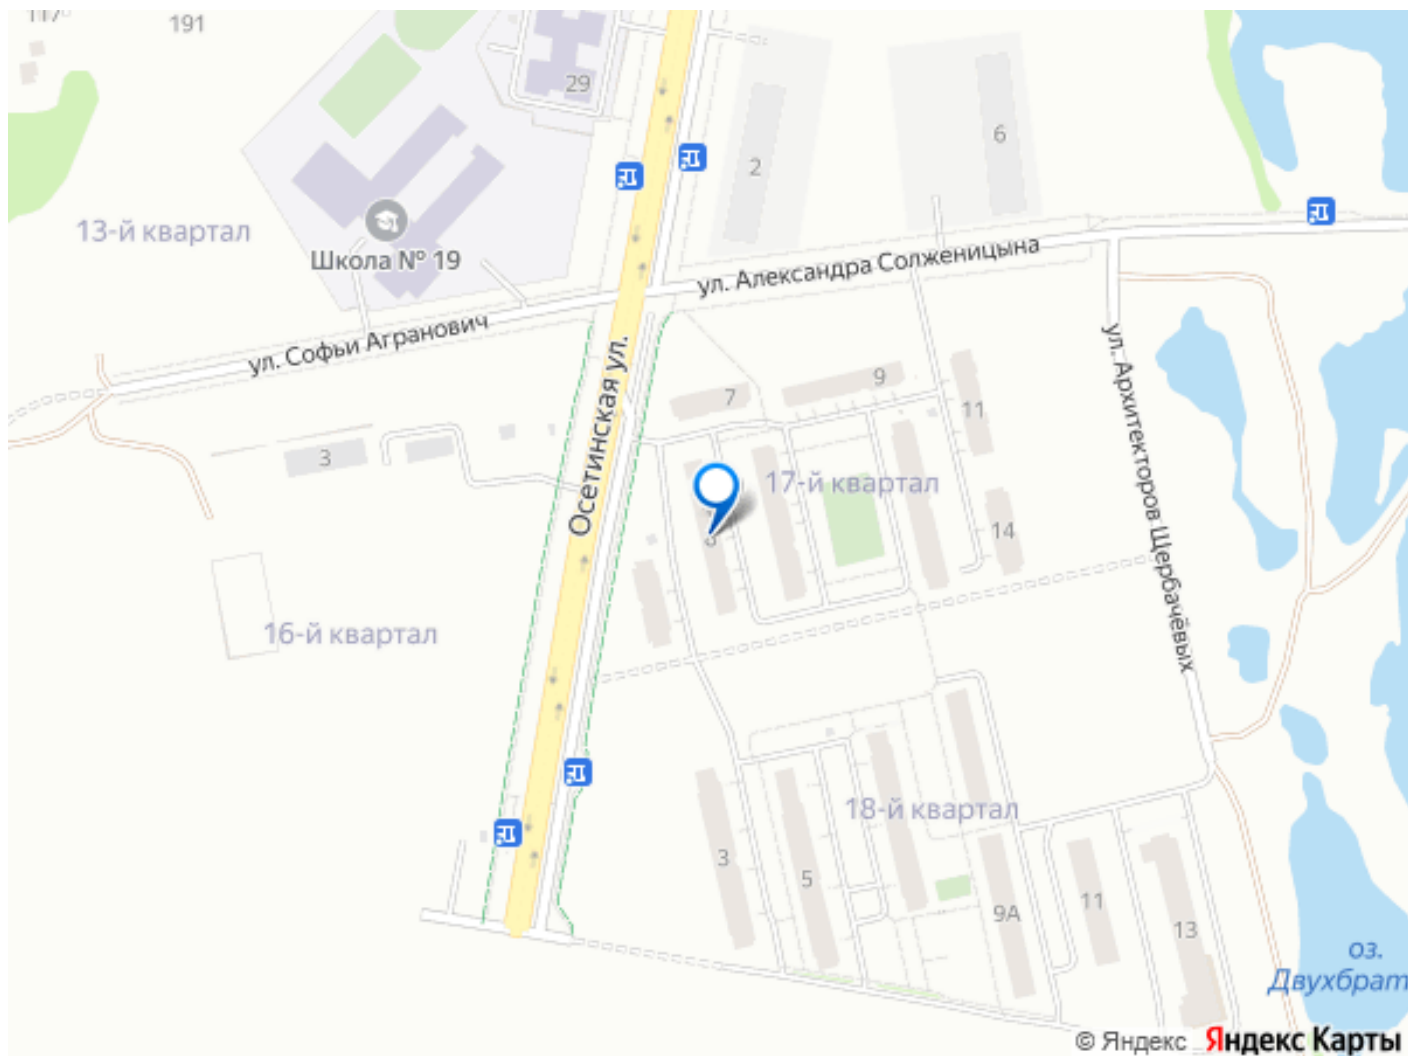 117
191
29
2
6
13-й квартал
Школа № 19
ул. Александра Солженицына
ул. Софьи Агранович
ул. Архитекторов Щербачёвых
Осетинская ул.
7
9
11
3
17-й квартал
8
14
16-й квартал
18-й квартал
3
5
9А
11
13
оз.
Двухбрат
© Яндекс Яндекс Карты